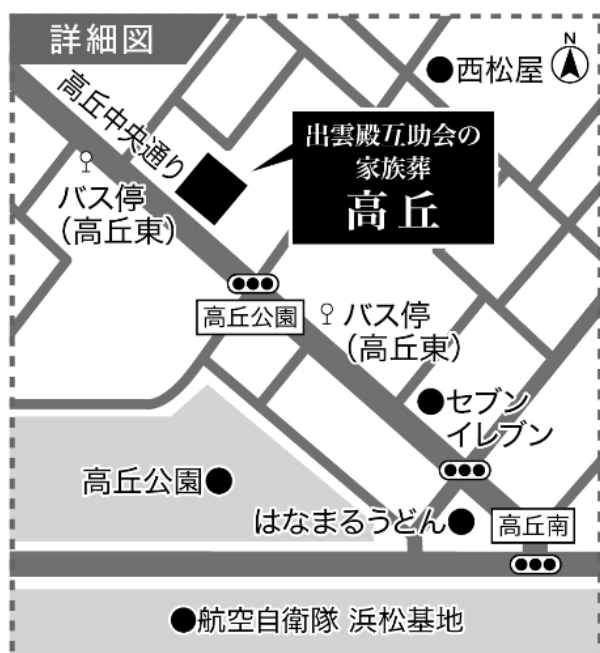 詳細図
N
西松屋
高丘中央通り
出雲殿互助会の
家族葬
高丘
バス停
(高丘東)
高丘公園
バス停
(高丘東)
セブン
イレブン
高丘公園
はなまるうどん
高丘南
航空自衛隊 浜松基地